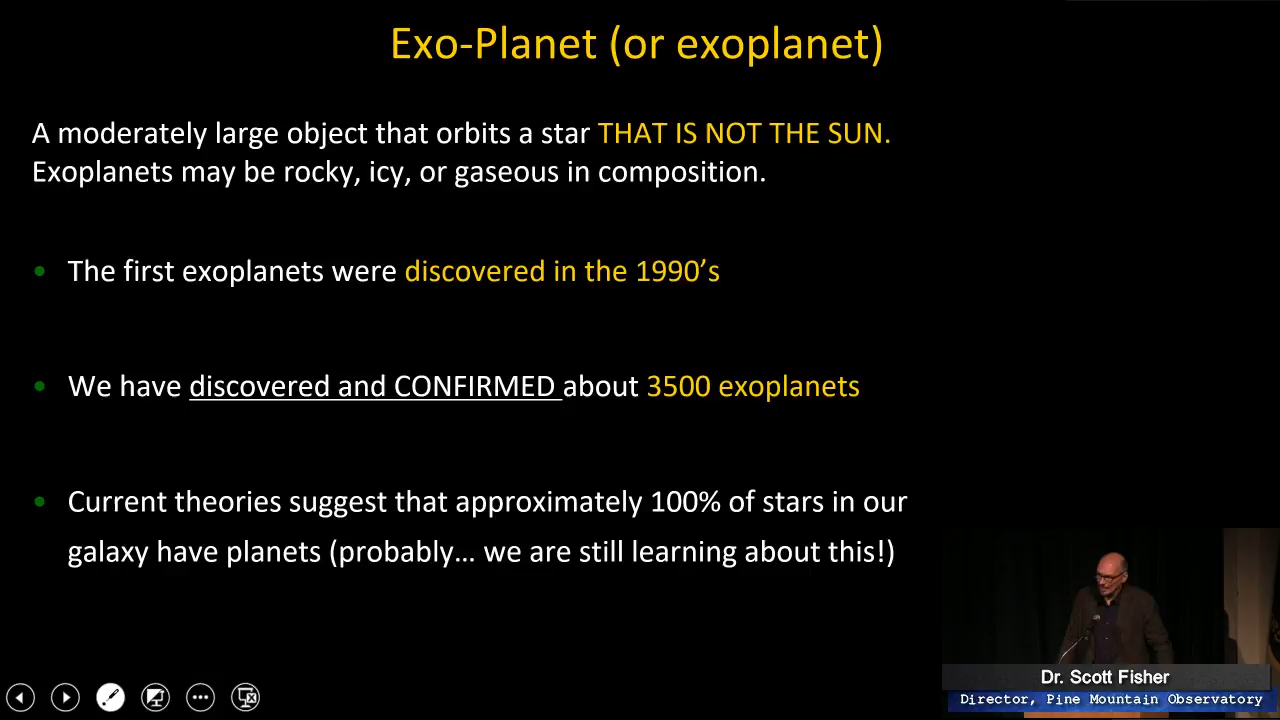 Exo-Planet (or exoplanet)
A moderately large object that orbits a star THAT IS NOT THE SUN.
Exoplanets may be rocky, icy, or gaseous in composition.
• The first exoplanets were discovered in the 1990’s
• We have discovered and CONFIRMED about 3500 exoplanets
• Current theories suggest that approximately 100% of stars in our
galaxy have planets (probably… we are still learning about this!)
Dr. Scott Fisher
Director, Pine Mountain Observatory